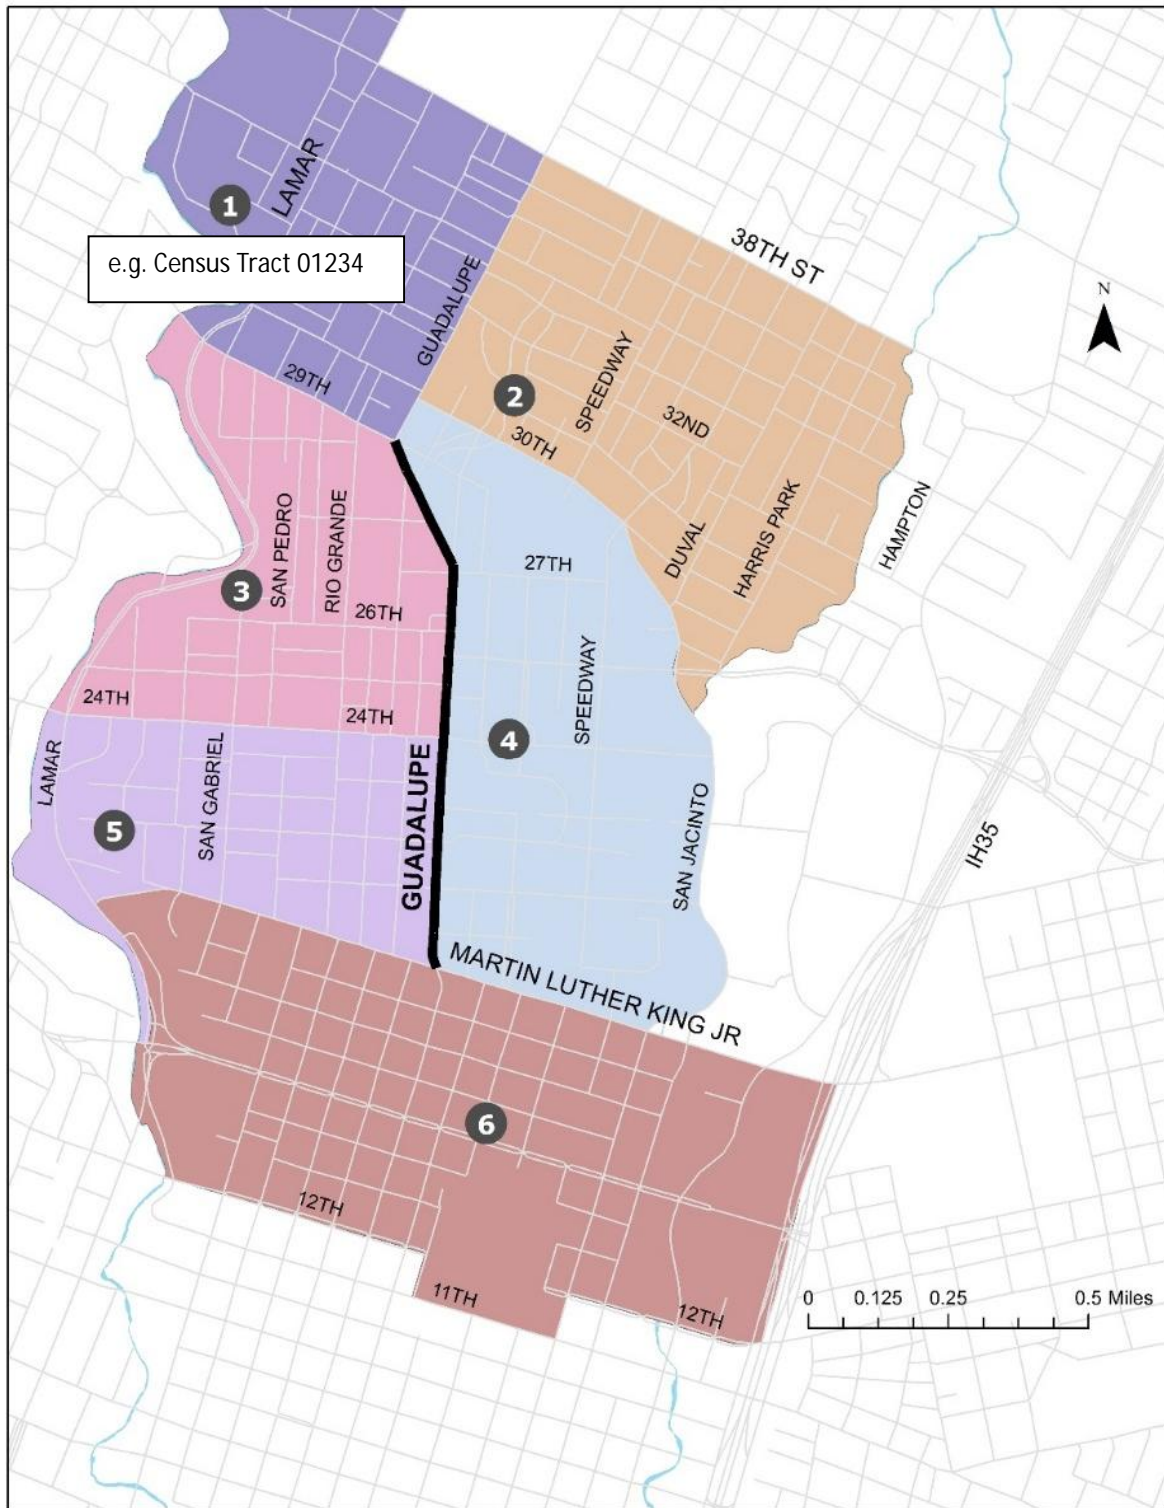 LAMAR
1
38TH ST
e.g. Census Tract 01234
GUADALUPE
N
29TH
2
SPEEDWAY
32ND
30TH
SAN PEDRO
RIO GRANDE
27TH
DUVAL
HARRIS PARK
HAMPTON
3
26TH
24TH
24TH
SPEEDWAY
4
LAMAR
SAN GABRIEL
GUADALUPE
5
SAN JACINTO
IH35
MARTIN LUTHER KING JR
6
12TH
11TH
12TH
0 0.125 0.25 0.5 Miles